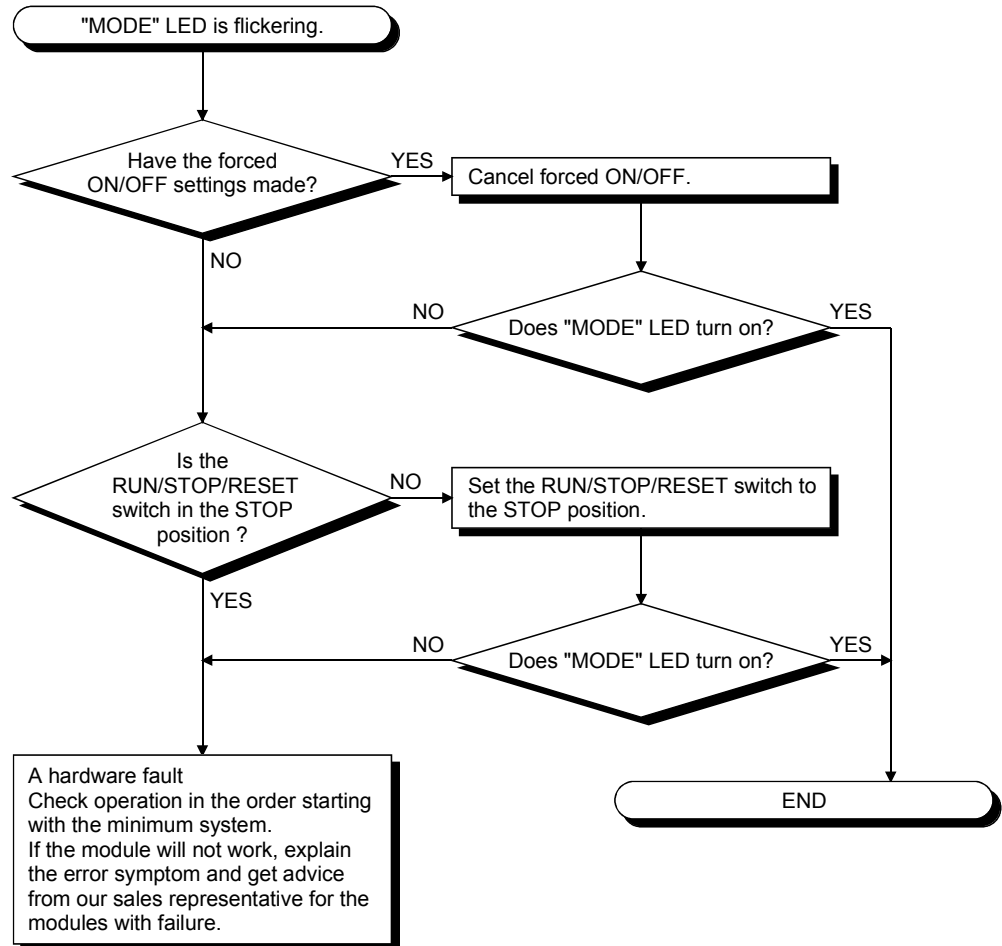 "MODE" LED is flickering.
Have the forced
ON/OFF settings made?
YES
Cancel forced ON/OFF.
NO
Does "MODE" LED turn on?
NO
YES
Is the
RUN/STOP/RESET
switch in the STOP
position ?
NO
Set the RUN/STOP/RESET switch to
the STOP position.
YES
Does "MODE" LED turn on?
NO
YES
A hardware fault
Check operation in the order starting
with the minimum system.
If the module will not work, explain
the error symptom and get advice
from our sales representative for the
modules with failure.
END